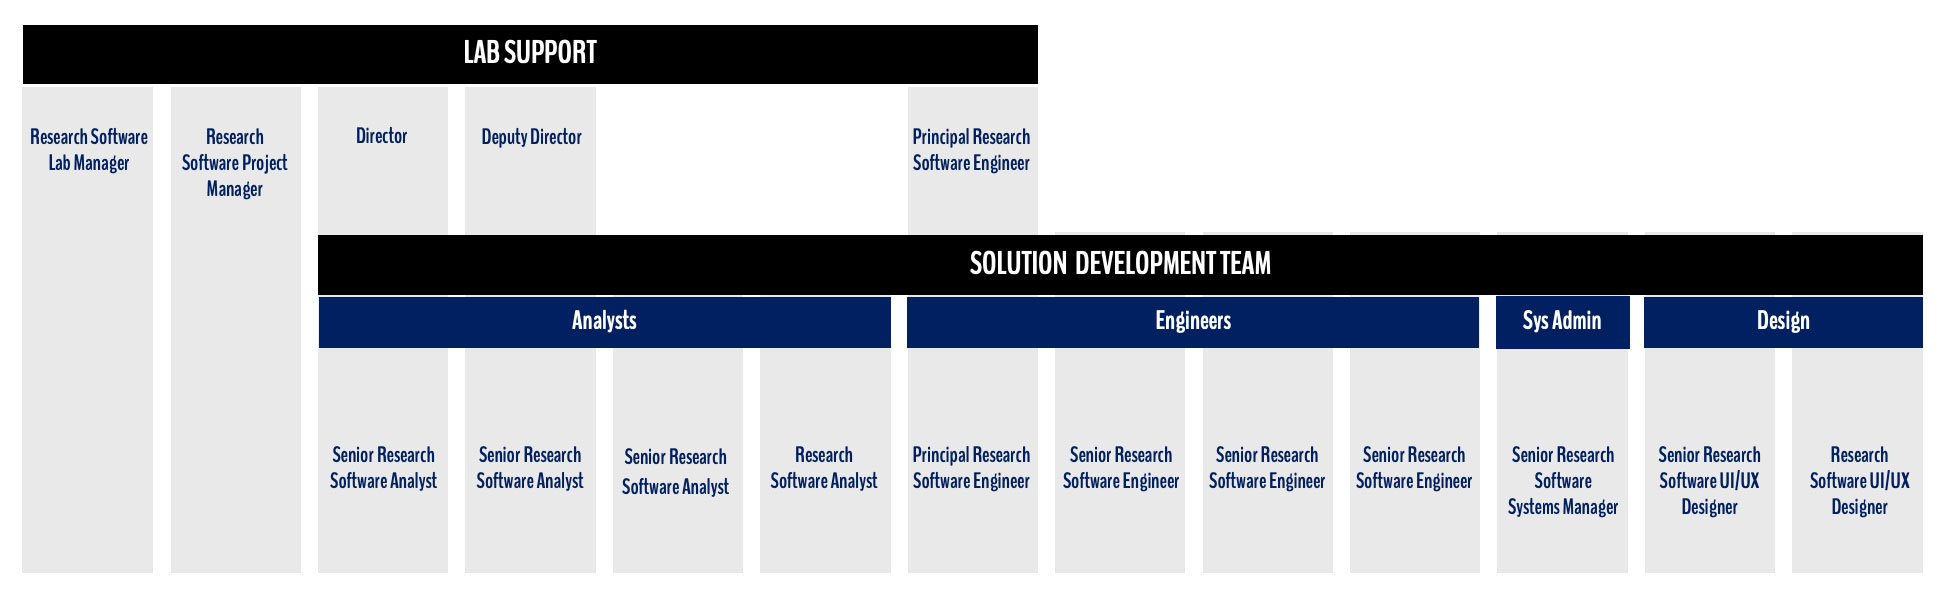 LAB SUPPORT
Research Software
Lab Manager
Research
Software Project
Manager
Director
Deputy Director
Principal Research
Software Engineer
SOLUTION DEVELOPMENT TEAM
Analysts
Engineers
Sys Admin
Design
Senior Research
Software Analyst
Senior Research
Software Analyst
Senior Research
Software Analyst
Research
Software Analyst
Principal Research
Software Engineer
Senior Research
Software Engineer
Senior Research
Software Engineer
Senior Research
Software Engineer
Senior Research
Software
Systems Manager
Senior Research
Software UI/UX
Designer
Research
Software UI/UX
Designer